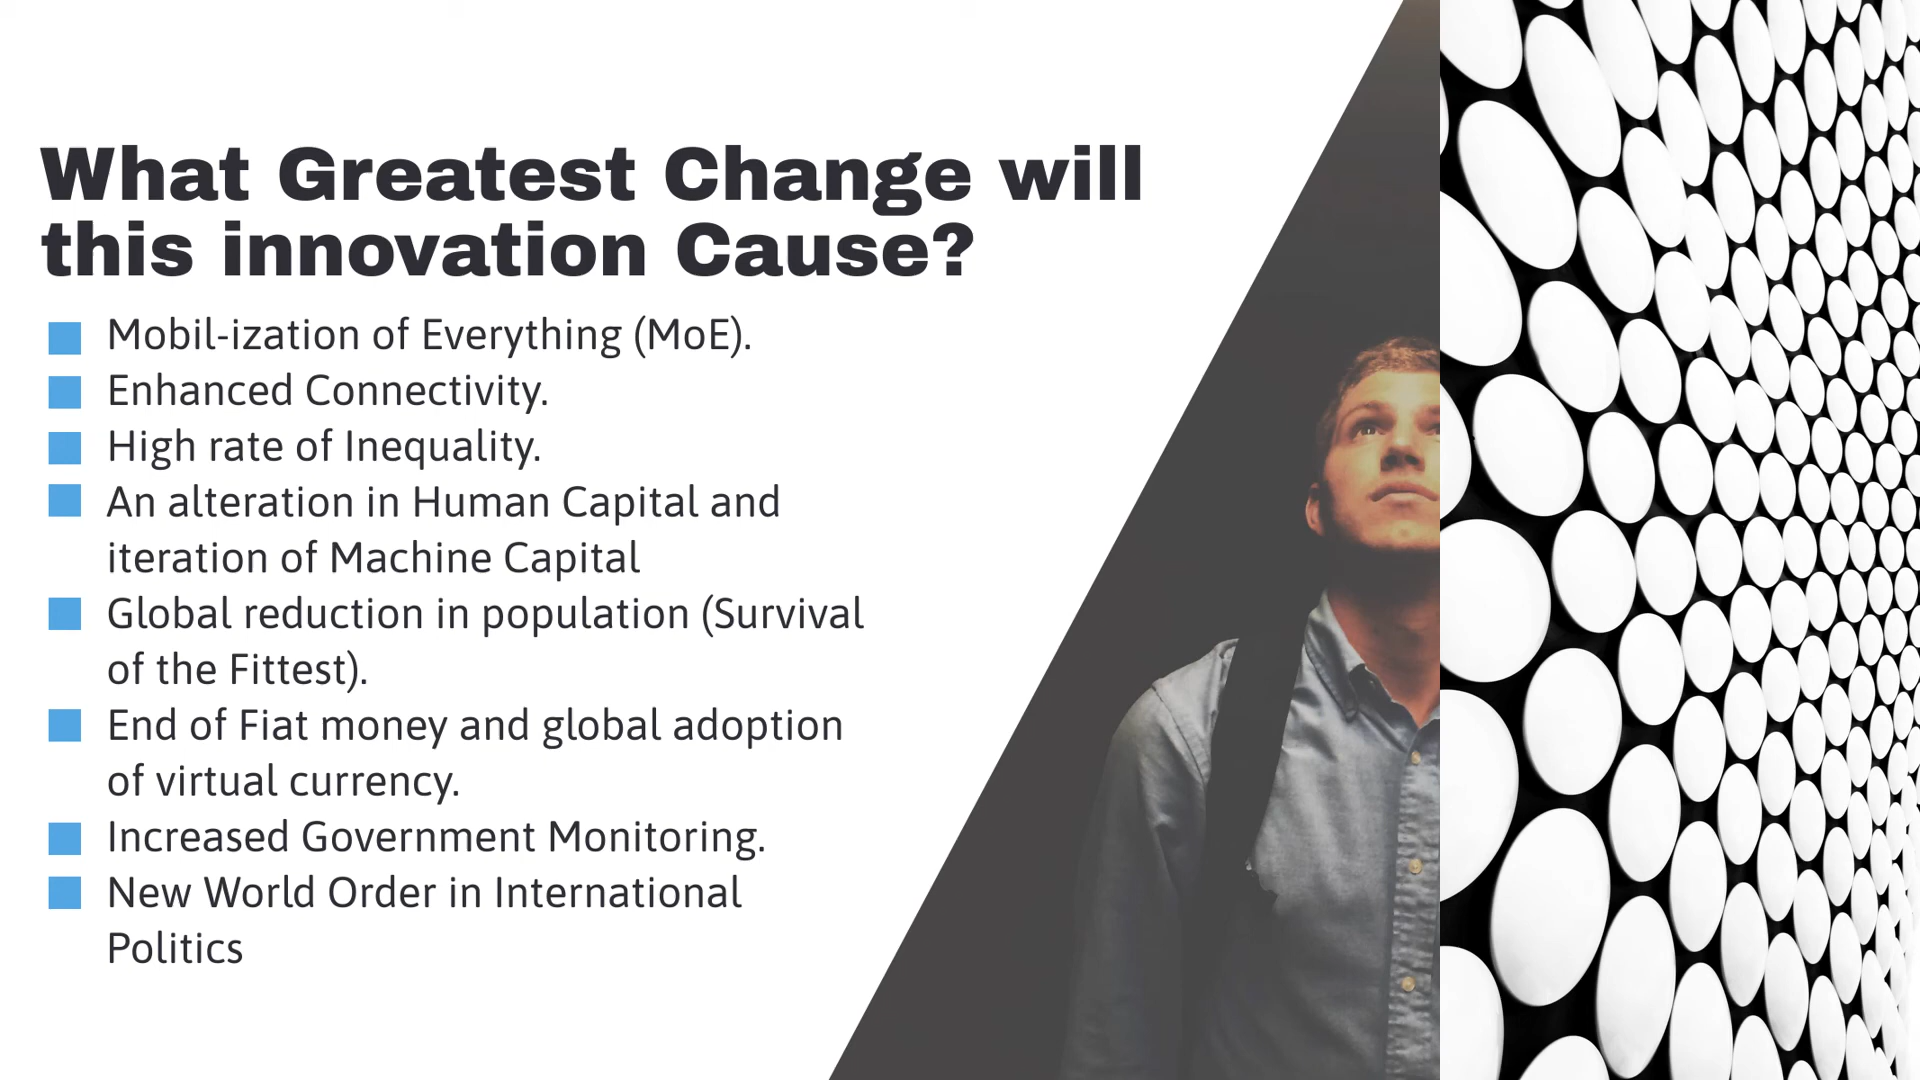 What Greatest Change will
this innovation Cause?
Mobil-ization of Everything (MoE).
Enhanced Connectivity.
High rate of Inequality.
An alteration in Human Capital and
iteration of Machine Capital
Global reduction in population (Survival
of the Fittest).
End of Fiat money and global adoption
of virtual currency.
Increased Government Monitoring.
New World Order in International
Politics